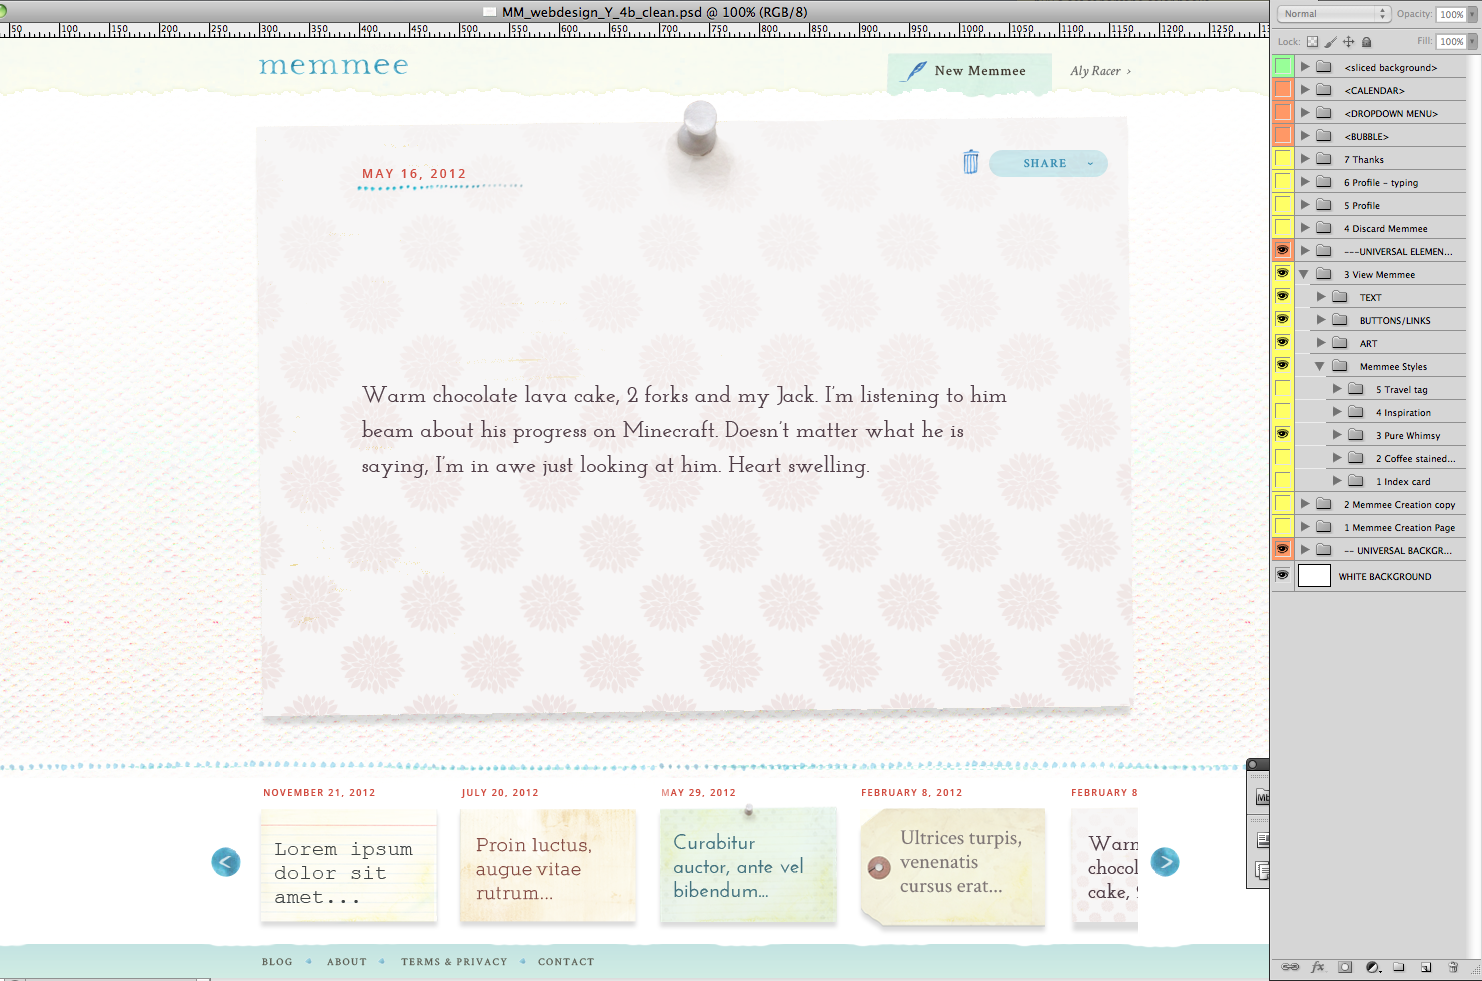 MM_webdesign_Y_4b_clean.psd @ 100% (RGB/8)
50 100 150 200 250 300 350 400 450 500 550 600 650 700 750 800 850 900 950 1000 1050 1100 1150 1200 1250
memmee
New Memmee
Aly Racer ›
MAY 16, 2012
SHARE
Warm chocolate lava cake, 2 forks and my Jack. I'm listening to him
beam about his progress on Minecraft. Doesn't matter what he is
saying, I'm in awe just looking at him. Heart swelling.
NOVEMBER 21, 2012
Lorem ipsum
dolor sit
amet...
JULY 20, 2012
Proin luctus,
augue vitae
rutrum...
MAY 29, 2012
Curabitur
auctor, ante vel
bibendum...
FEBRUARY 8, 2012
Ultrices turpis,
venenatis
cursus erat...
FEBRUARY 8
Warm
chocol
cake, 2
<
>
BLOG
ABOUT
TERMS & PRIVACY
CONTACT
Normal
Opacity: 100%
Lock:
Fill: 100%
<sliced background>
<CALENDAR>
<DROPDOWN MENU>
<BUBBLE>
7 Thanks
6 Profile - typing
5 Profile
4 Discard Memmee
---UNIVERSAL ELEMEN...
3 View Memmee
TEXT
BUTTONS/LINKS
ART
Memmee Styles
5 Travel tag
4 Inspiration
3 Pure Whimsy
2 Coffee stained...
1 Index card
2 Memmee Creation copy
1 Memmee Creation Page
-- UNIVERSAL BACKGR...
WHITE BACKGROUND
Mb
fx